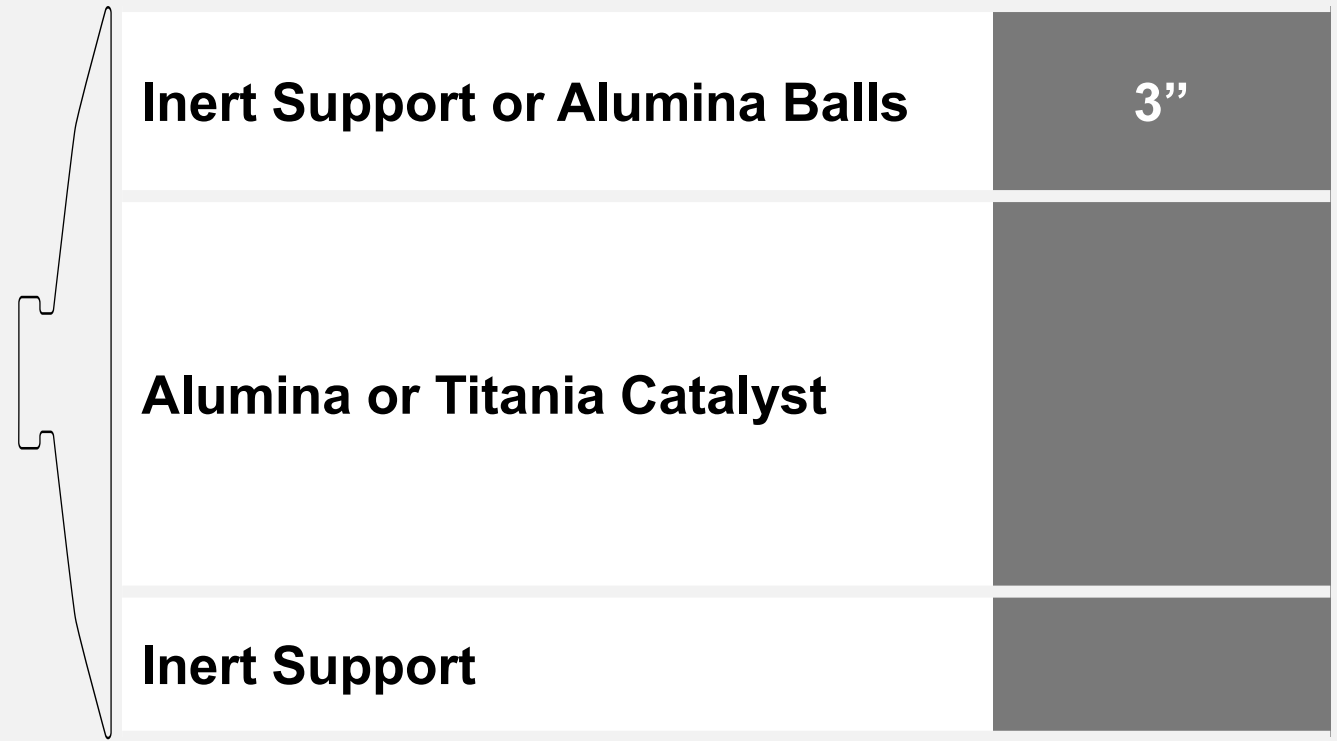 Inert Support or Alumina Balls
3”
Alumina or Titania Catalyst
Inert Support